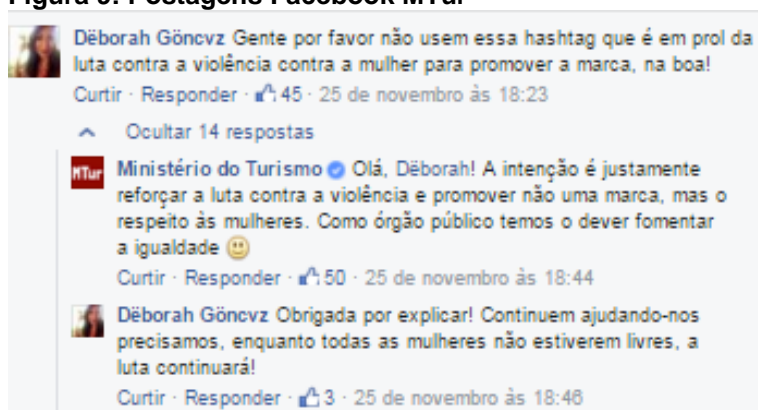 Figura 9: Postagens Facebook MTur
Dëborah Göncvz Gente por favor não usem essa hashtag que é em prol da
luta contra a violência contra a mulher para promover a marca, na boa!
Curtir · Responder · 45 · 25 de novembro às 18:23
Ocultar 14 respostas
MTur
Ministério do Turismo Olá, Dëborah! A intenção é justamente
reforçar a luta contra a violência e promover não uma marca, mas o
respeito às mulheres. Como órgão público temos o dever fomentar
a igualdade
Curtir · Responder · 50 · 25 de novembro às 18:44
Dëborah Göncvz Obrigada por explicar! Continuem ajudando-nos
precisamos, enquanto todas as mulheres não estiverem livres, a
luta continuará!
Curtir · Responder · 3 · 25 de novembro às 18:46